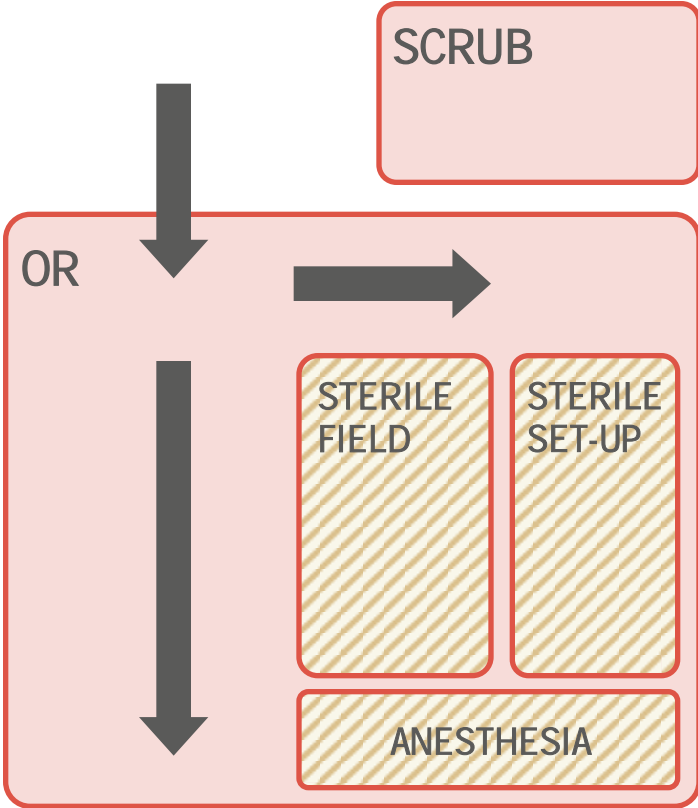 SCRUB
OR
STERILE
FIELD
STERILE
SET-UP
ANESTHESIA